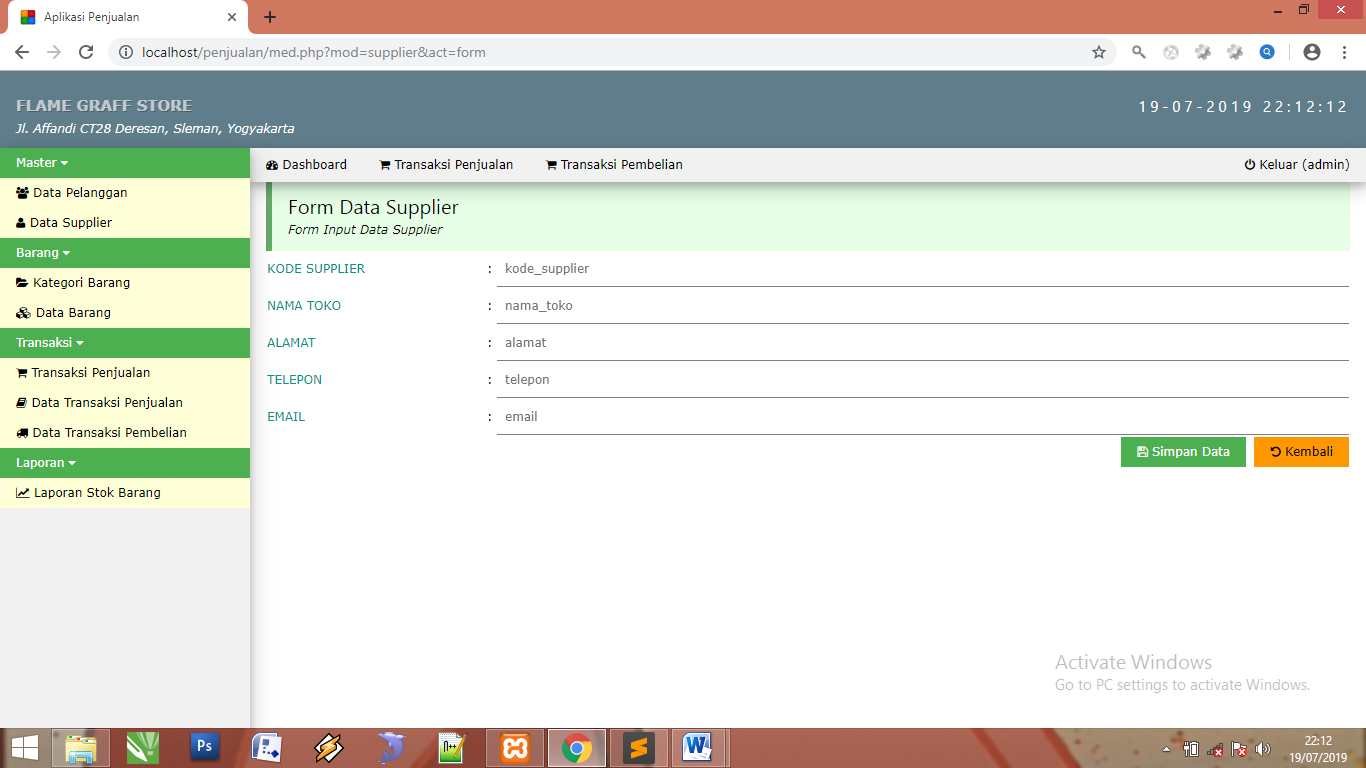 Aplikasi Penjualan
localhost/penjualan/med.php?mod=supplier&act=form
FLAME GRAFF STORE
Jl. Affandi CT28 Deresan, Sleman, Yogyakarta
19-07-2019 22:12:12
Master
Data Pelanggan
Data Supplier
Barang
Kategori Barang
Data Barang
Transaksi
Transaksi Penjualan
Data Transaksi Penjualan
Data Transaksi Pembelian
Laporan
Laporan Stok Barang
Dashboard Transaksi Penjualan Transaksi Pembelian Keluar (admin)
Form Data Supplier
Form Input Data Supplier
KODE SUPPLIER : kode_supplier
NAMA TOKO : nama_toko
ALAMAT : alamat
TELEPON : telepon
EMAIL : email
Simpan Data Kembali
Activate Windows
Go to PC settings to activate Windows.
Ps
22:12
19/07/2019